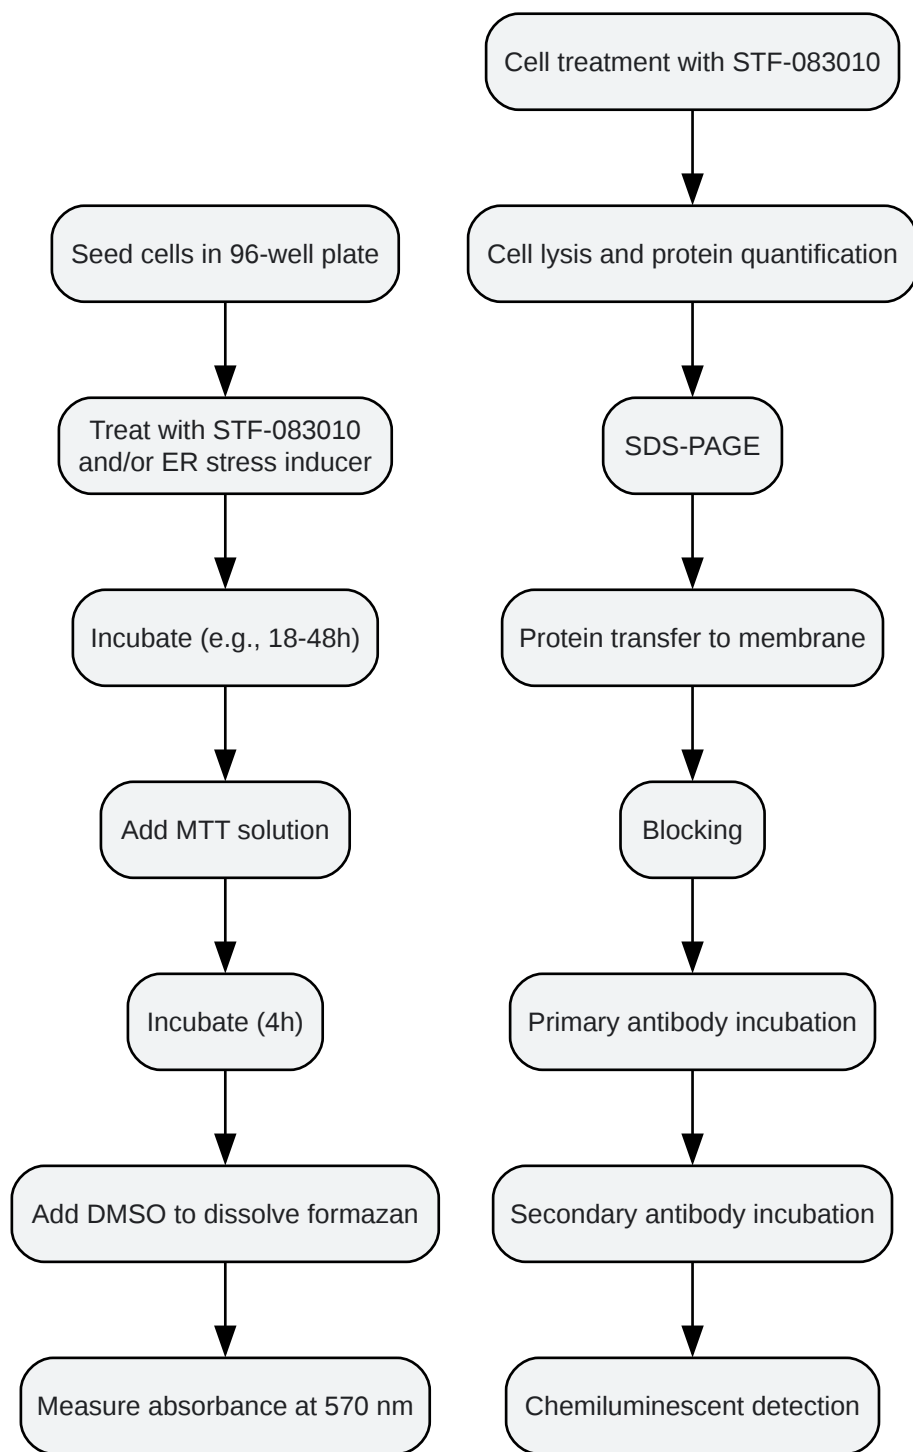 Seed cells in 96-well plate
Treat with STF-083010
and/or ER stress inducer
Incubate (e.g., 18-48h)
Add MTT solution
Incubate (4h)
Add DMSO to dissolve formazan
Measure absorbance at 570 nm
Cell treatment with STF-083010
Cell lysis and protein quantification
SDS-PAGE
Protein transfer to membrane
Blocking
Primary antibody incubation
Secondary antibody incubation
Chemiluminescent detection